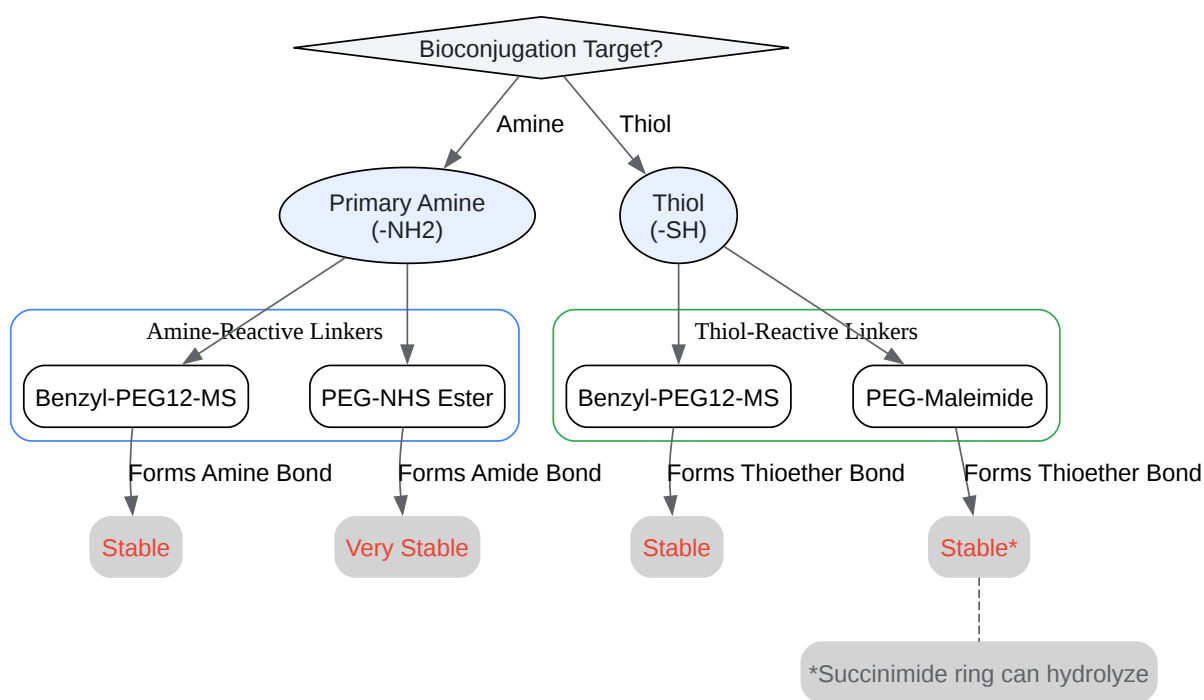 Bioconjugation Target?
Amine
Thiol
Primary Amine
(-NH2)
Thiol
(-SH)
Amine-Reactive Linkers
Thiol-Reactive Linkers
Benzyl-PEG12-MS
PEG-NHS Ester
Benzyl-PEG12-MS
PEG-Maleimide
Forms Amine Bond
Forms Amide Bond
Forms Thioether Bond
Forms Thioether Bond
Stable
Very Stable
Stable
Stable*
*Succinimide ring can hydrolyze